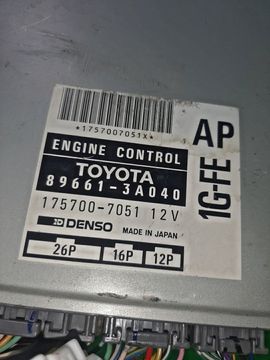 *1757007051X*
ENGINE CONTROL
TOYOTA
89661-3A040
175700-7051 12V
DENSO MADE IN JAPAN
26P 16P 12P
AP
1G-FE